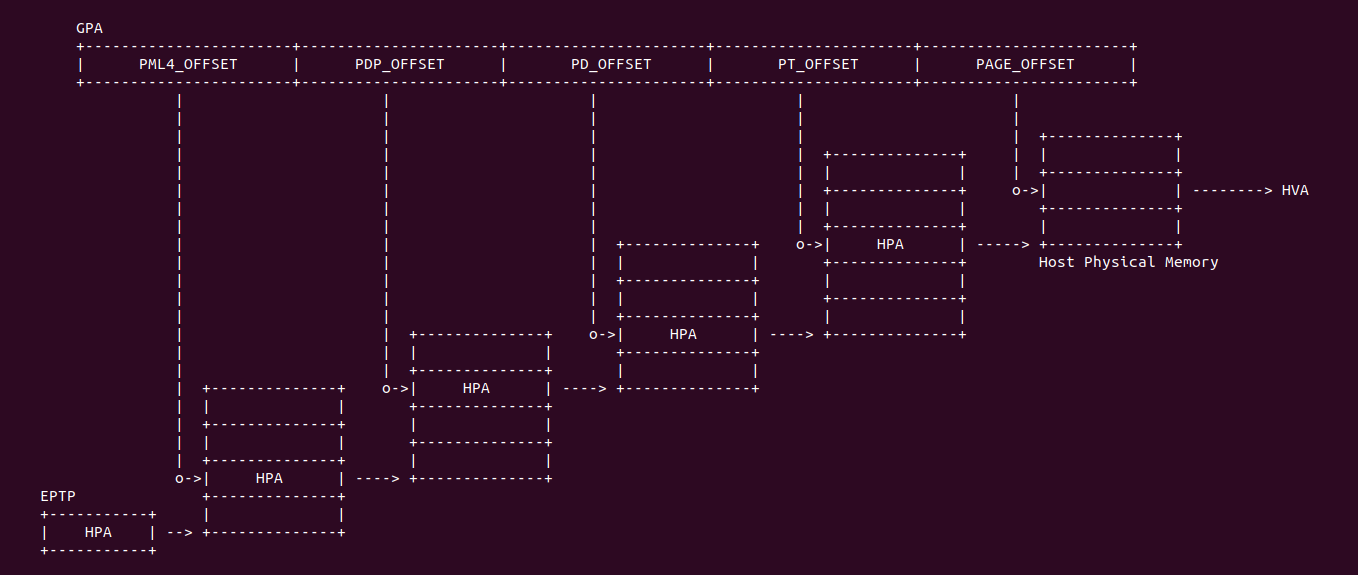 GPA
PML4_OFFSET PDP_OFFSET PD_OFFSET PT_OFFSET PAGE_OFFSET
o-> --------> HVA
o-> HPA ----->
Host Physical Memory
o-> HPA ---->
o-> HPA ---->
o-> HPA ---->
EPTP
HPA -->